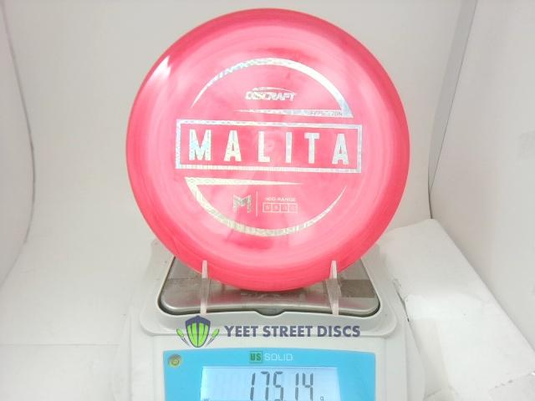 DISCRAFT
MALITA
MID RANGE
YEET STREET DISCS
US SOLID
175.14